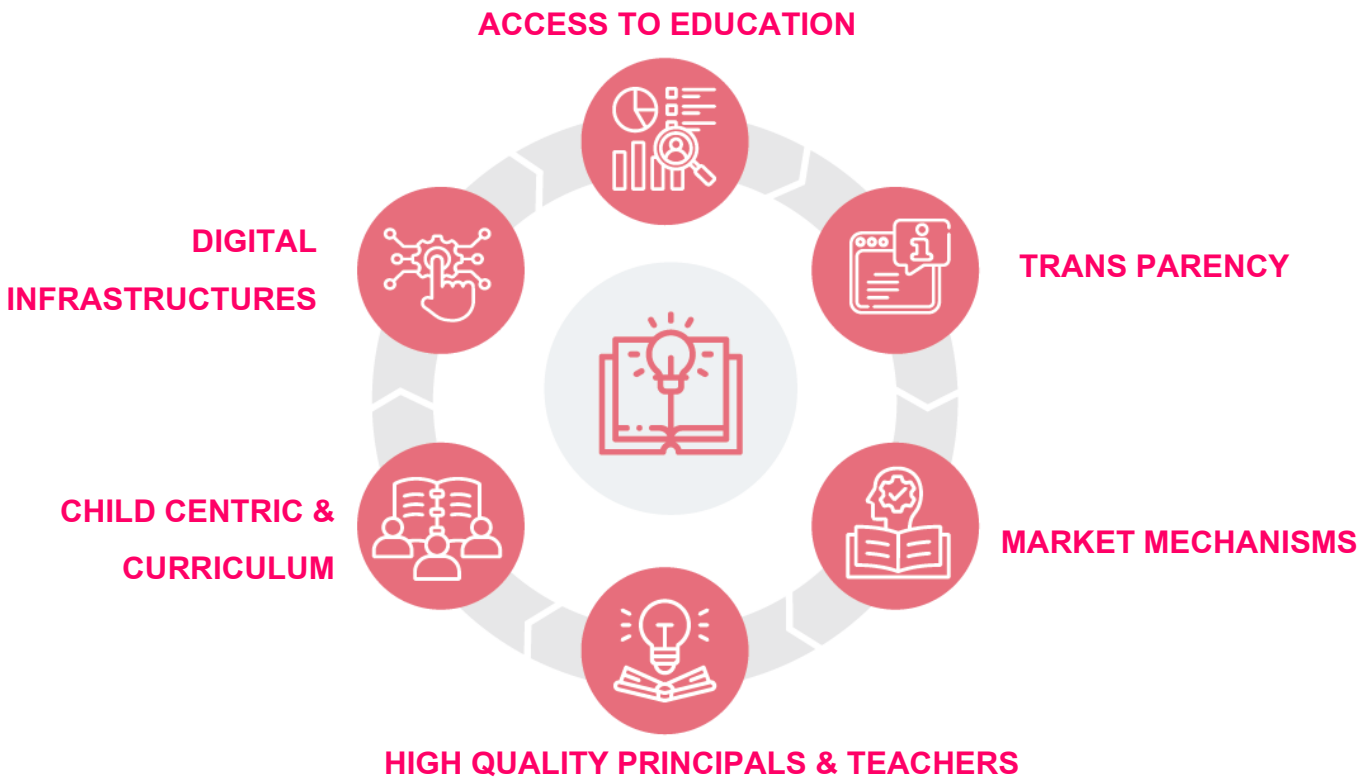 ACCESS TO EDUCATION
DIGITAL
INFRASTRUCTURES
TRANS PARENCY
CHILD CENTRIC &
CURRICULUM
MARKET MECHANISMS
HIGH QUALITY PRINCIPALS & TEACHERS